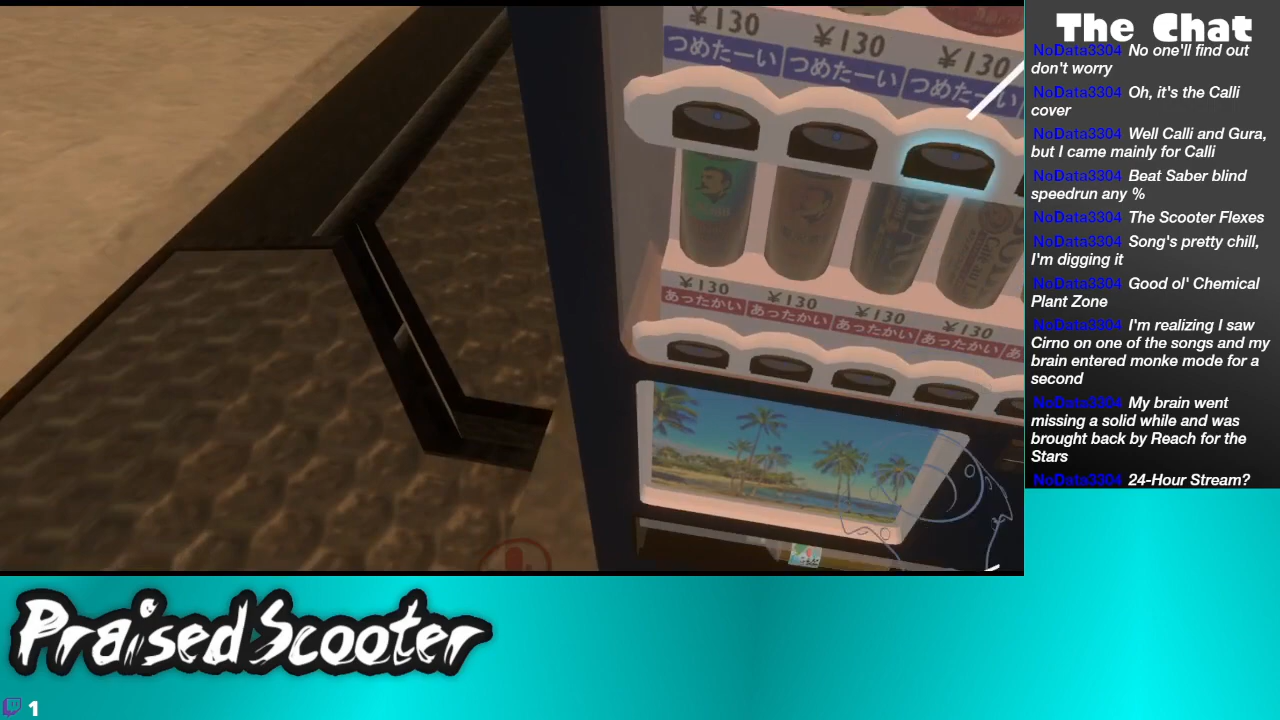 ¥130
¥130
¥130
つめたーい
つめたーい
つめたーい
¥130
¥130
¥130
¥130
あったかい
あったかい
あったかい
あったかい
あ
The Chat
NoData3304 No one'll find out
don't worry
NoData3304 Oh, it's the Calli
cover
NoData3304 Well Calli and Gura,
but I came mainly for Calli
NoData3304 Beat Saber blind
speedrun any %
NoData3304 The Scooter Flexes
NoData3304 Song's pretty chill,
I'm digging it
NoData3304 Good ol' Chemical
Plant Zone
NoData3304 I'm realizing I saw
Cirno on one of the songs and my
brain entered monke mode for a
second
NoData3304 My brain went
missing a solid while and was
brought back by Reach for the
Stars
NoData3304 24-Hour Stream?
PraisedScooter
1